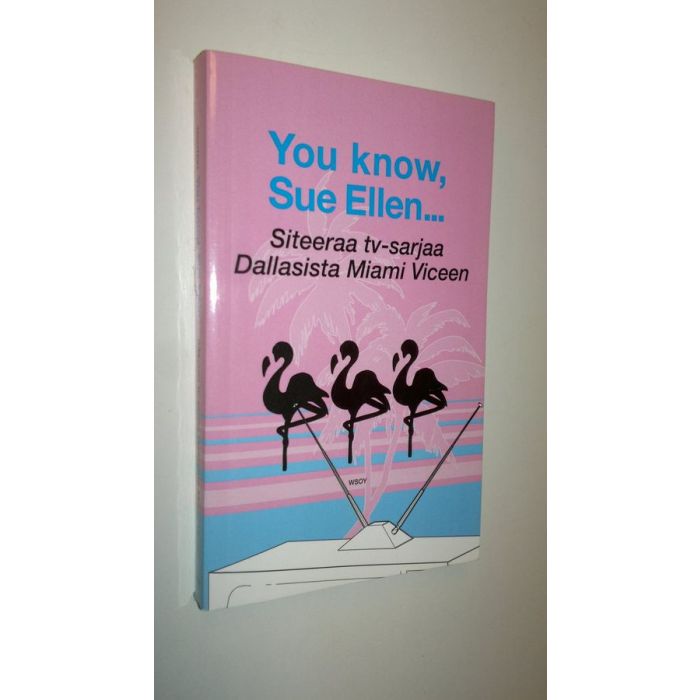 You know,
Sue Ellen...
Siteeraa tv-sarjaa
Dallasista Miami Viceen
WSOY